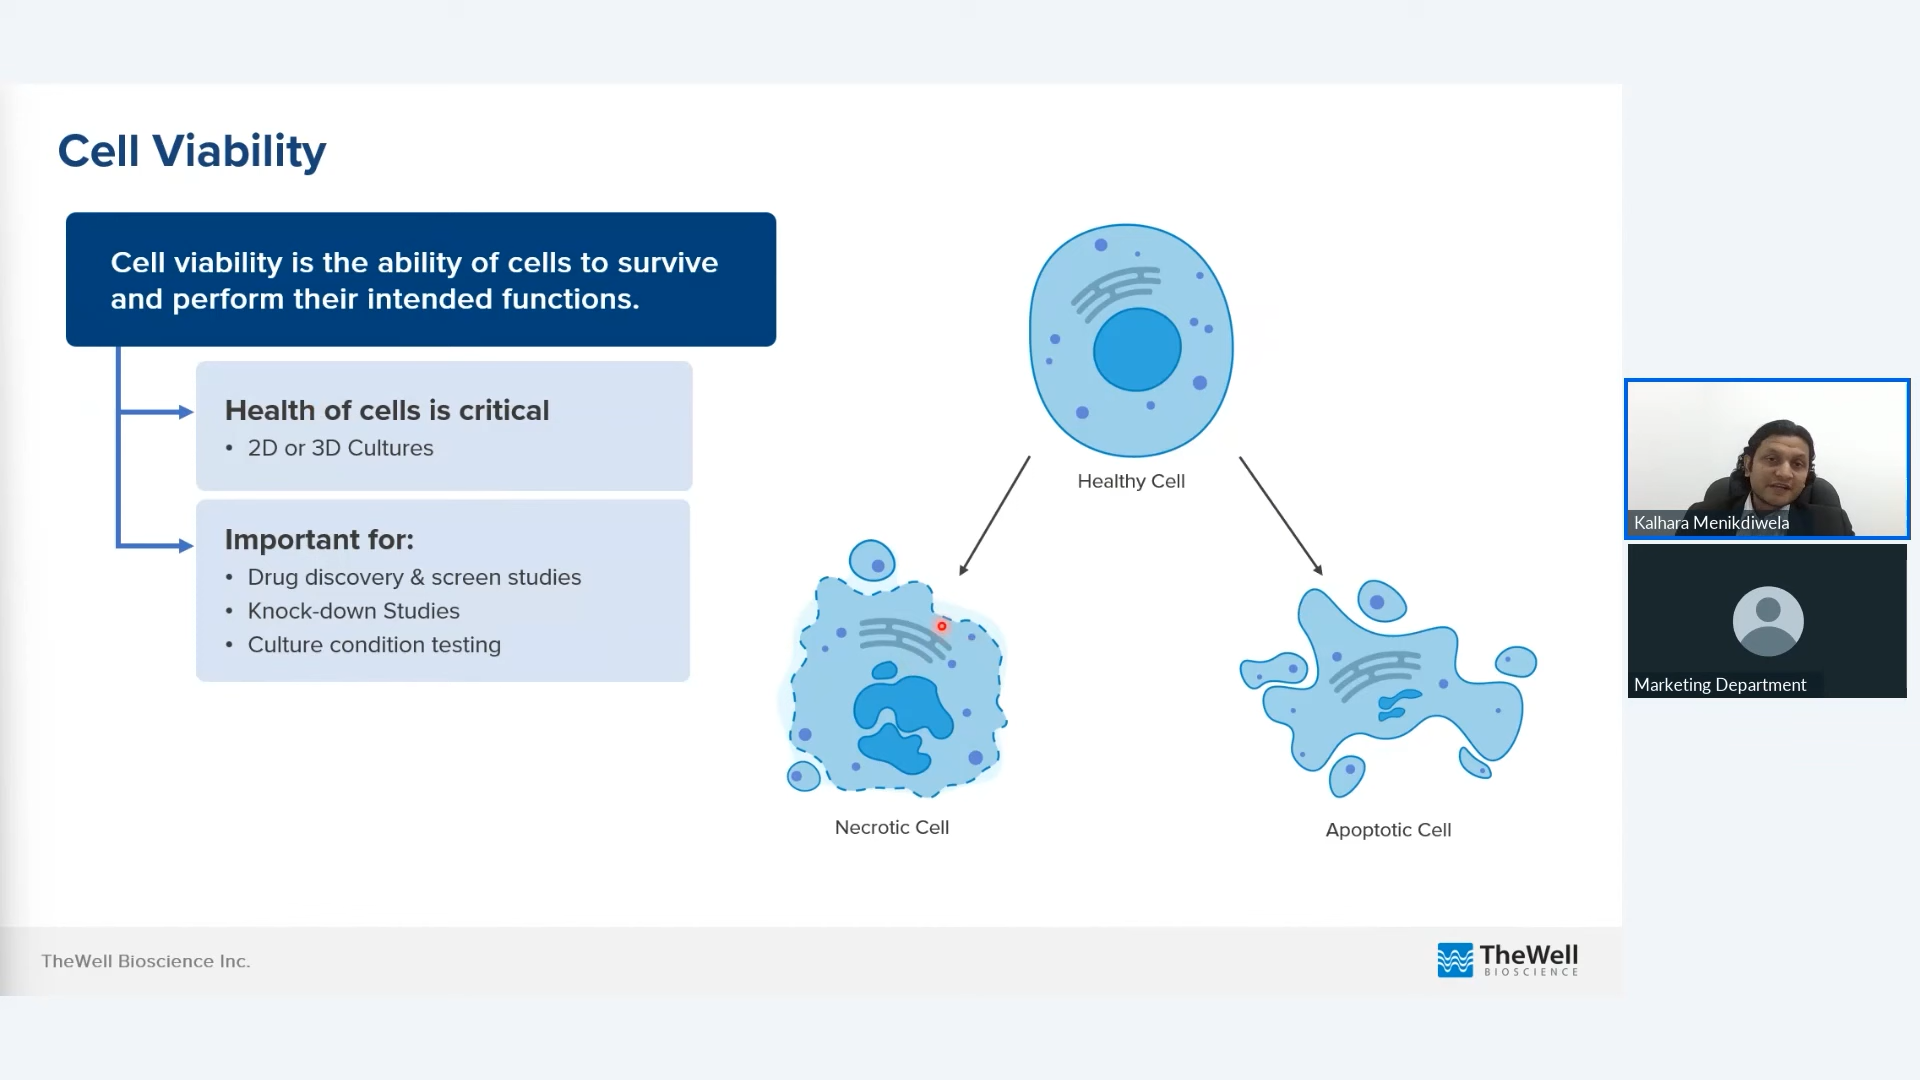 Cell Viability
Cell viability is the ability of cells to survive
and perform their intended functions.
Health of cells is critical
• 2D or 3D Cultures
Important for:
• Drug discovery & screen studies
• Knock-down Studies
• Culture condition testing
Healthy Cell
Necrotic Cell
Apoptotic Cell
Kalhara Menikdiwela
Marketing Department
TheWell Bioscience Inc.
TheWell
BIOSCIENCE